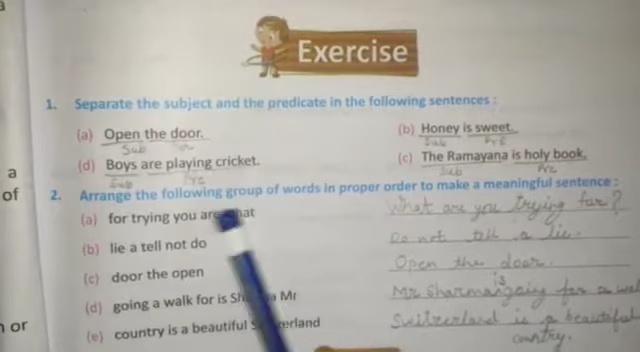 a
Exercise
1. Separate the subject and the predicate in the following sentences :
(a) Open the door.
(b) Honey is sweet.
Sub
Sub Pre
(d) Boys are playing cricket.
(c) The Ramayana is holy book.
Sub Pre
Sub Pre
a
of
2. Arrange the following group of words in proper order to make a meaningful sentence :
(a) for trying you are
What are you trying for?
(b) lie a tell not do
Do not tell a lie.
(c) door the open
Open the door.
(d) going a walk for is Mr
Mr Sharma is going for a
(e) country is a beautiful
Switzerland is a beautiful
country.
or